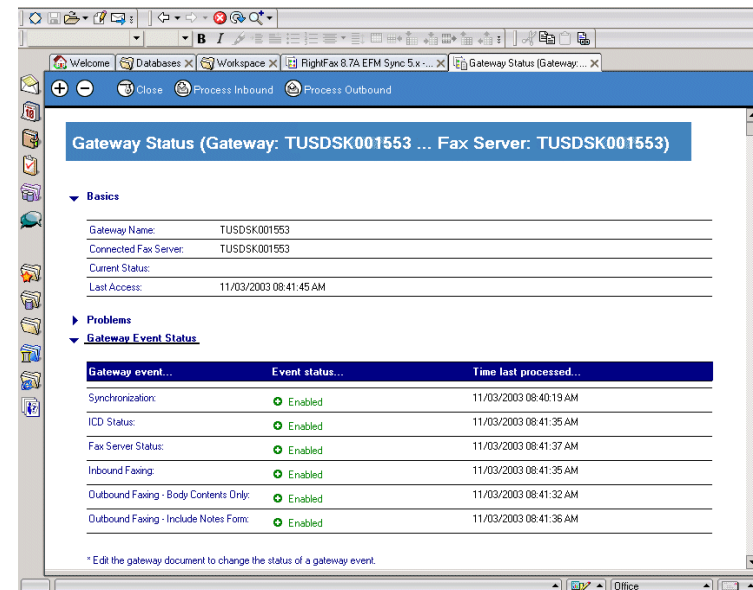 B I
Welcome Databases Workspace RightFax 8.7A EFM Sync 5.x -... Gateway Status (Gateway:...
Close Process Inbound Process Outbound
Gateway Status (Gateway: TUSDSK001553 ... Fax Server: TUSDSK001553)
Basics
Gateway Name: TUSDSK001553
Connected Fax Server: TUSDSK001553
Current Status:
Last Access: 11/03/2003 08:41:45 AM
Problems
Gateway Event Status
Gateway event... Event status... Time last processed...
Synchronization: Enabled 11/03/2003 08:40:19 AM
ICD Status: Enabled 11/03/2003 08:41:35 AM
Fax Server Status: Enabled 11/03/2003 08:41:37 AM
Inbound Faxing: Enabled 11/03/2003 08:41:35 AM
Outbound Faxing - Body Contents Only: Enabled 11/03/2003 08:41:32 AM
Outbound Faxing - Include Notes Form: Enabled 11/03/2003 08:41:36 AM
* Edit the gateway document to change the status of a gateway event.
Office